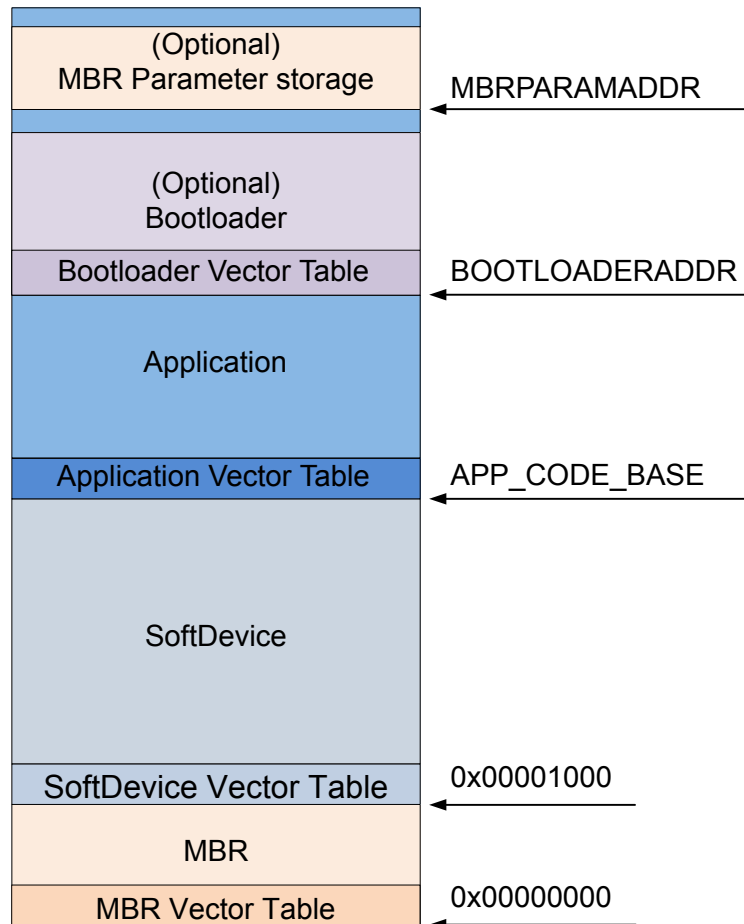 (Optional)
MBR Parameter storage
MBRPARAMADDR
(Optional)
Bootloader
Bootloader Vector Table
BOOTLOADERADDR
Application
Application Vector Table
APP_CODE_BASE
SoftDevice
SoftDevice Vector Table
0x00001000
MBR
MBR Vector Table
0x00000000